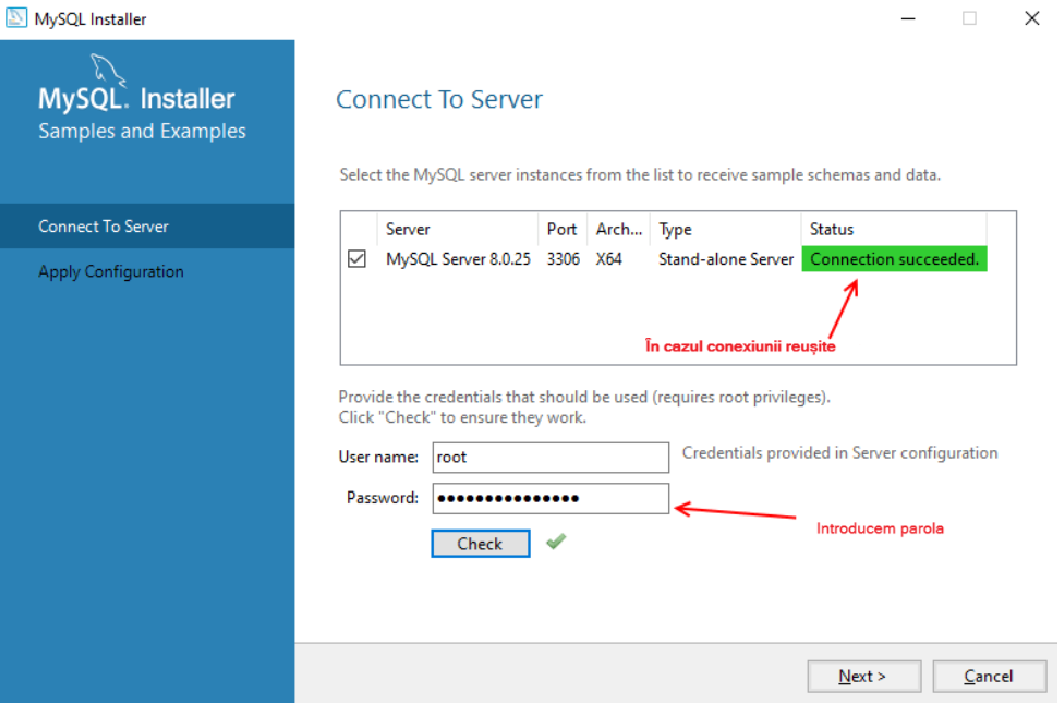 MySQL Installer
MySQL. Installer
Samples and Examples
Connect To Server
Apply Configuration
Connect To Server
Select the MySQL server instances from the list to receive sample schemas and data.
Server Port Arch... Type Status
MySQL Server 8.0.25 3306 X64 Stand-alone Server Connection succeeded.
În cazul conexiunii reușite
Provide the credentials that should be used (requires root privileges).
Click "Check" to ensure they work.
User name: root Credentials provided in Server configuration
Password: ●●●●●●●●●●●●●●●
Introducem parola
Check
Next > Cancel